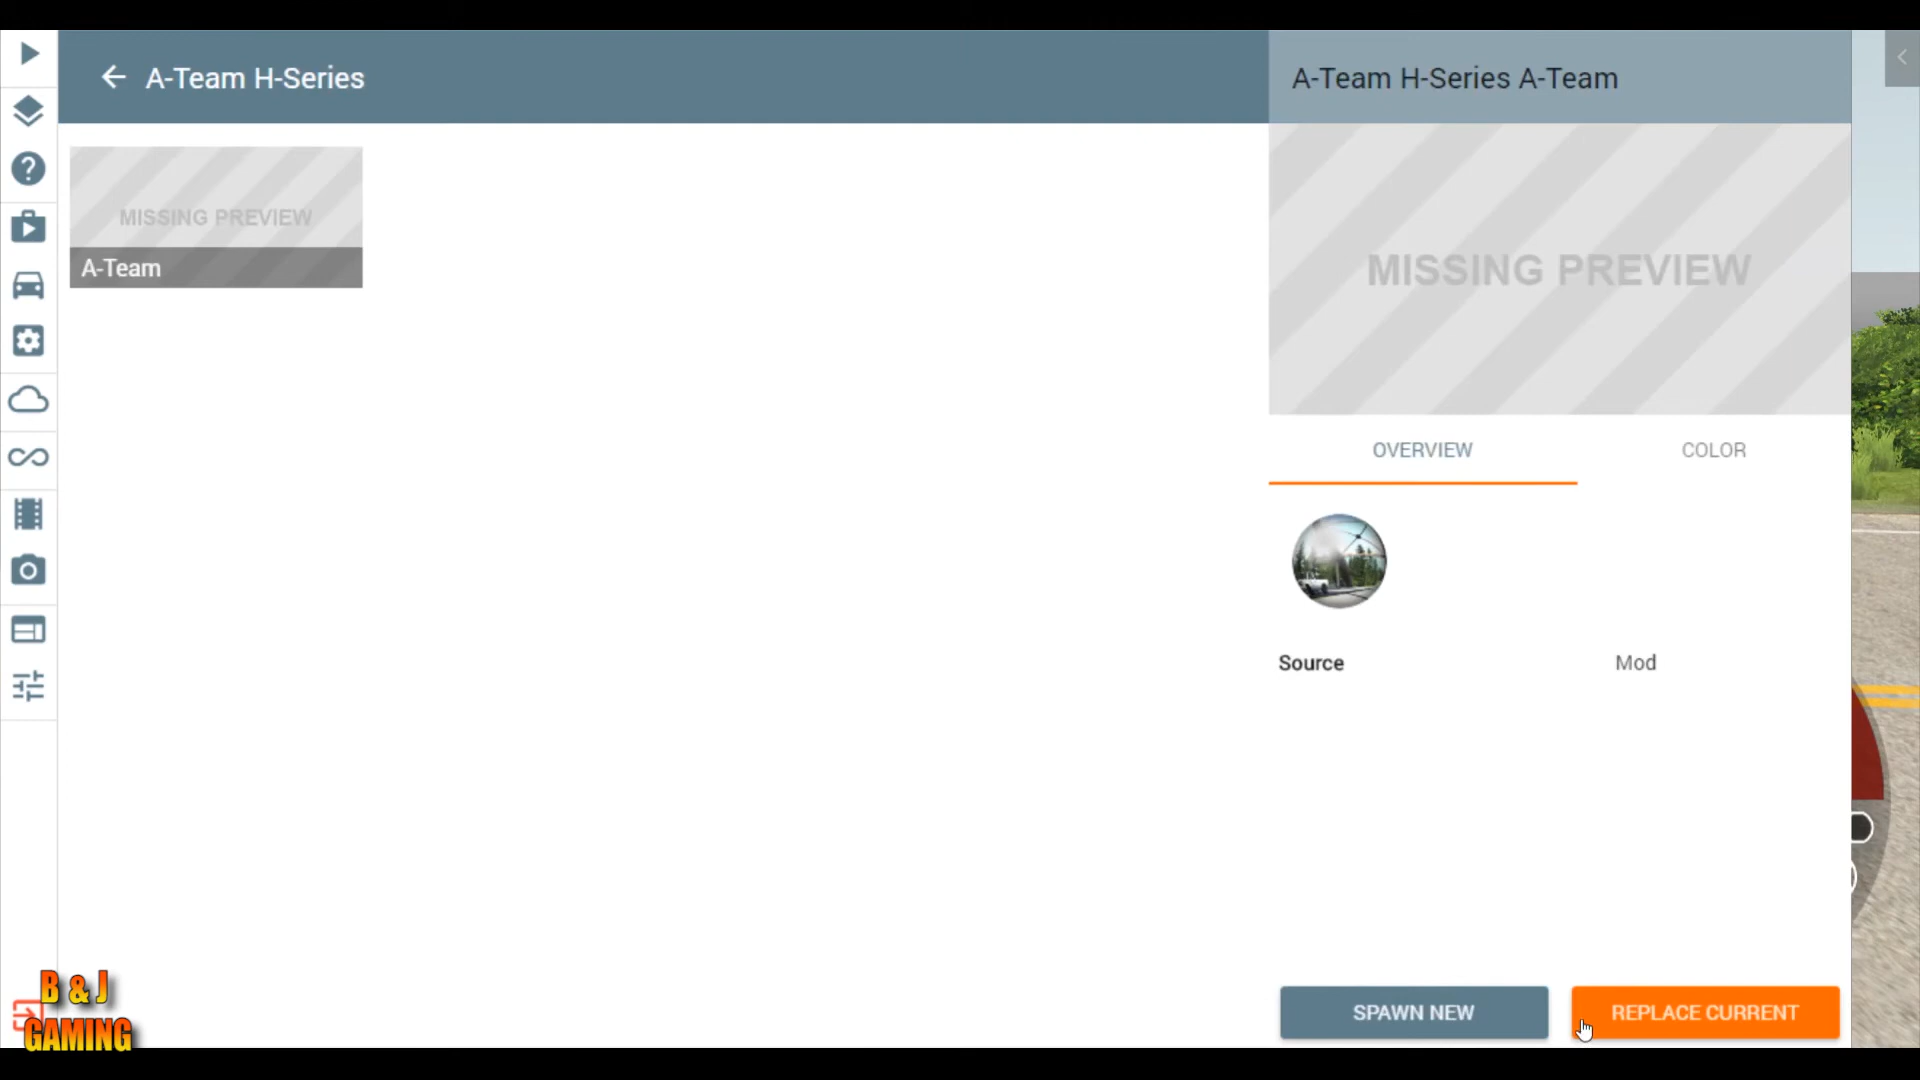 A-Team H-Series
A-Team H-Series A-Team
MISSING PREVIEW
A-Team
MISSING PREVIEW
OVERVIEW
COLOR
Source
Mod
SPAWN NEW
REPLACE CURRENT
B & J
GAMING